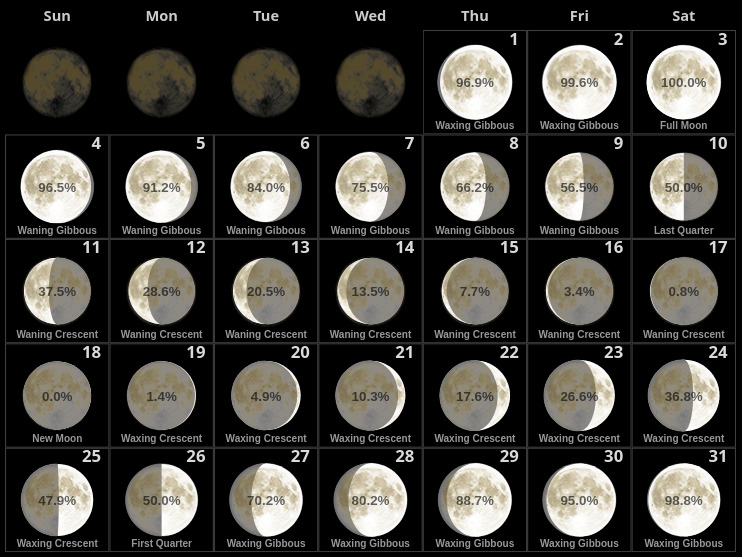 Sun Mon Tue Wed Thu Fri Sat
1 2 3
96.9% 99.6% 100.0%
Waxing Gibbous Waxing Gibbous Full Moon
4 5 6 7 8 9 10
96.5% 91.2% 84.0% 75.5% 66.2% 56.5% 50.0%
Waning Gibbous Waning Gibbous Waning Gibbous Waning Gibbous Waning Gibbous Waning Gibbous Last Quarter
11 12 13 14 15 16 17
37.5% 28.6% 20.5% 13.5% 7.7% 3.4% 0.8%
Waning Crescent Waning Crescent Waning Crescent Waning Crescent Waning Crescent Waning Crescent Waning Crescent
18 19 20 21 22 23 24
0.0% 1.4% 4.9% 10.3% 17.6% 26.6% 36.8%
New Moon Waxing Crescent Waxing Crescent Waxing Crescent Waxing Crescent Waxing Crescent Waxing Crescent
25 26 27 28 29 30 31
47.9% 50.0% 70.2% 80.2% 88.7% 95.0% 98.8%
Waxing Crescent First Quarter Waxing Gibbous Waxing Gibbous Waxing Gibbous Waxing Gibbous Waxing Gibbous